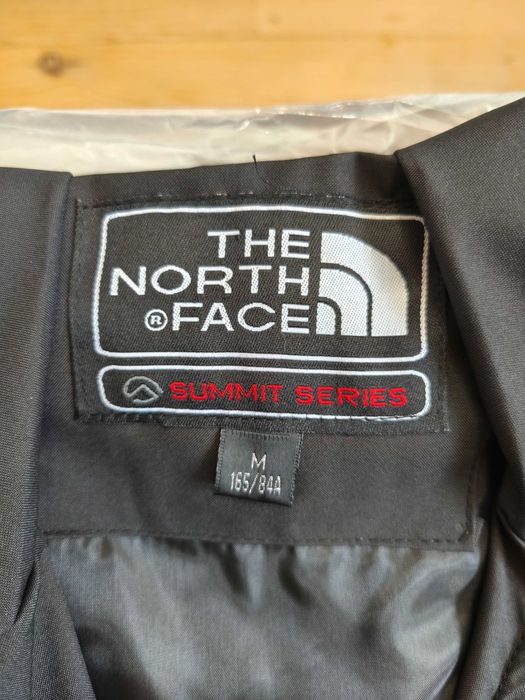 THE
NORTH
® FACE
SUMMIT SERIES
M
165/84A